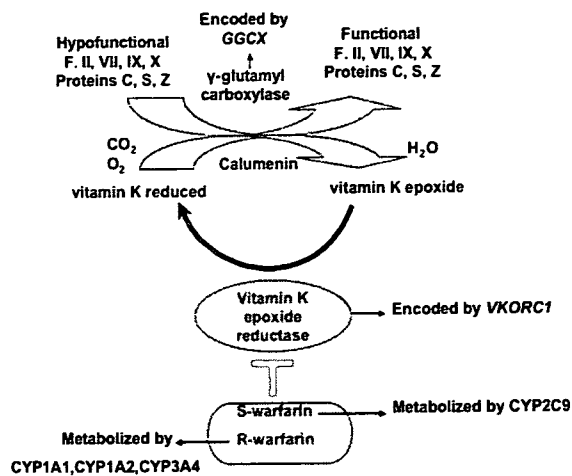 Encoded by
GGCX
Hypofunctional
F. II, VII, IX, X
Proteins C, S, Z
γ-glutamyl
carboxylase
Functional
F. II, VII, IX, X
Proteins C, S, Z
CO2
O2
Calumenin
H2O
vitamin K reduced
vitamin K epoxide
Vitamin K
epoxide
reductase
Encoded by VKORC1
S-warfarin
Metabolized by CYP2C9
R-warfarin
Metabolized by
CYP1A1,CYP1A2,CYP3A4